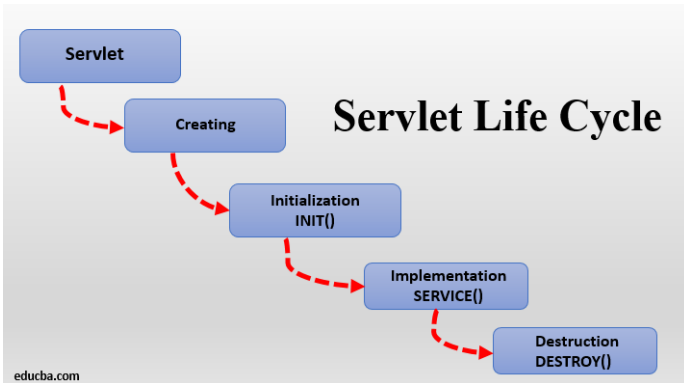 Servlet
Servlet Life Cycle
Creating
Initialization
INIT()
Implementation
SERVICE()
Destruction
DESTROY()
educba.com